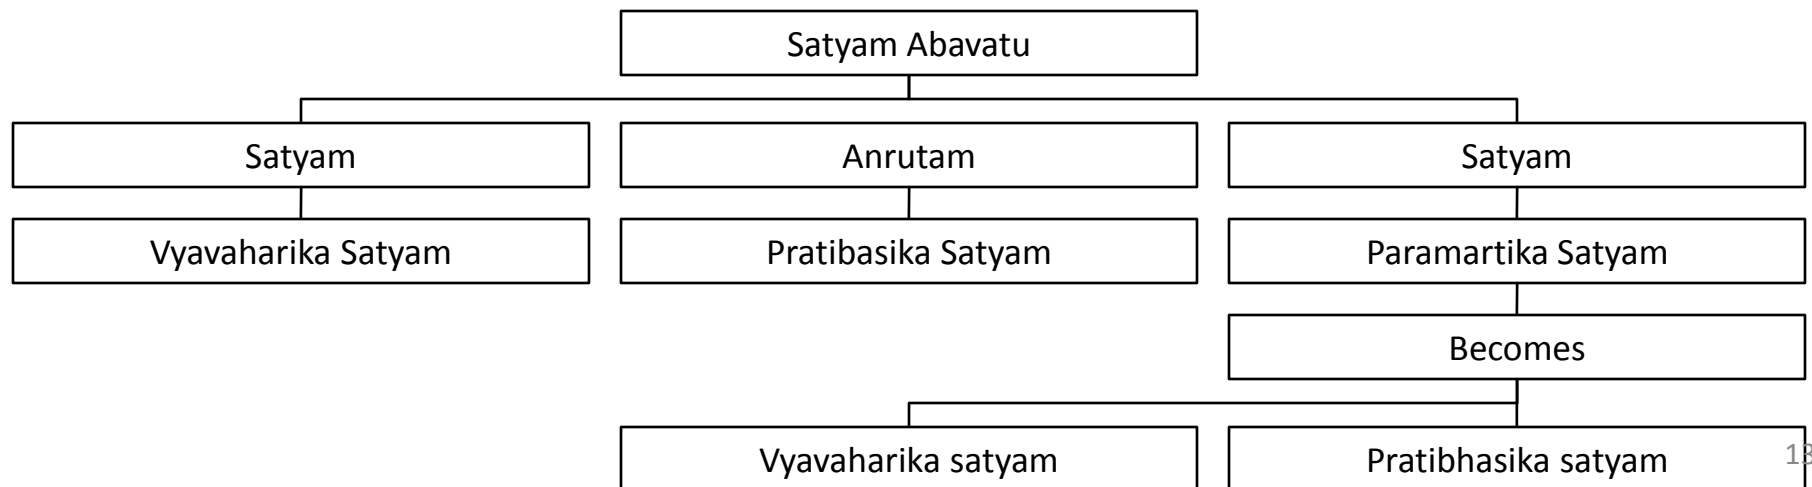 Satyam Abavatu
Satyam
Anrutam
Satyam
Vyavaharika Satyam
Pratibasika Satyam
Paramartika Satyam
Becomes
Vyavaharika satyam
Pratibhasika satyam